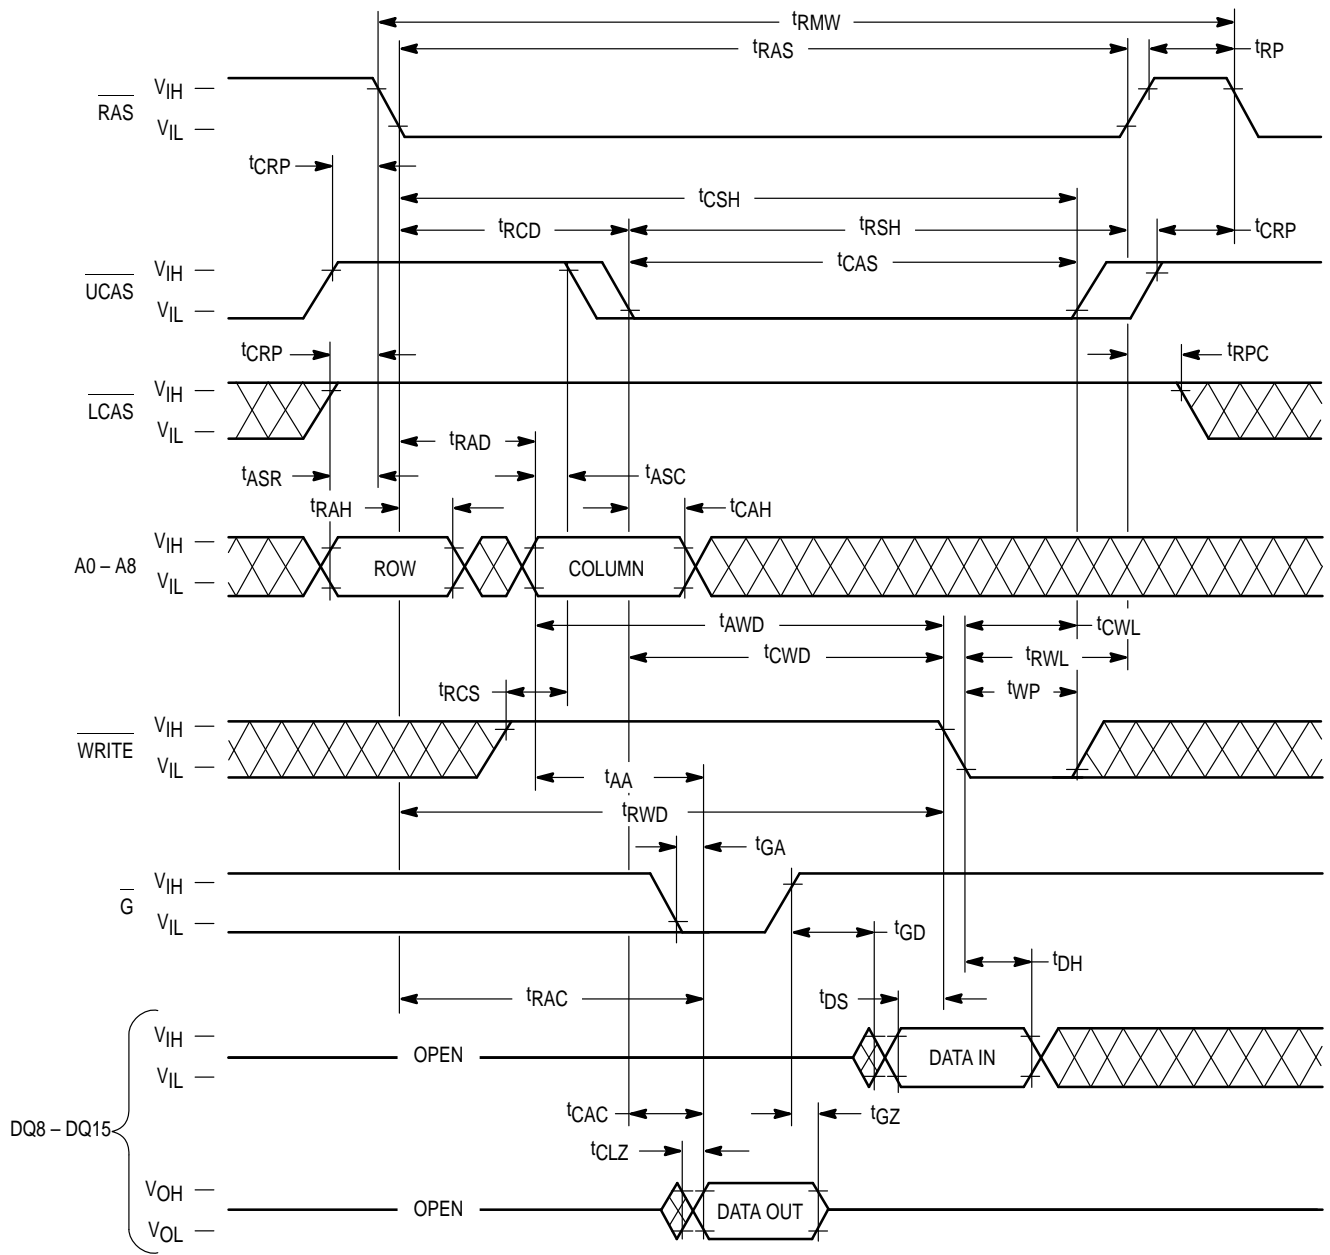 tRMW
tRAS tRP
RAS VIH
VIL
tCRP
tCSH
tRCD tRSH tCRP
UCAS VIH tCAS
VIL
tCRP tRPC
LCAS VIH
VIL
tRAD
tASR tASC
tRAH tCAH
A0 – A8 VIH
VIL ROW COLUMN
tAWD tCWL
tCWD tRWL
tRCS tWP
WRITE VIH
VIL
tAA
tRWD
tGA
G VIH
VIL
tGD
tDH
tRAC tDS
VIH
OPEN DATA IN
VIL
tCAC tGZ
DQ8 – DQ15
tCLZ
VOH
OPEN DATA OUT
VOL